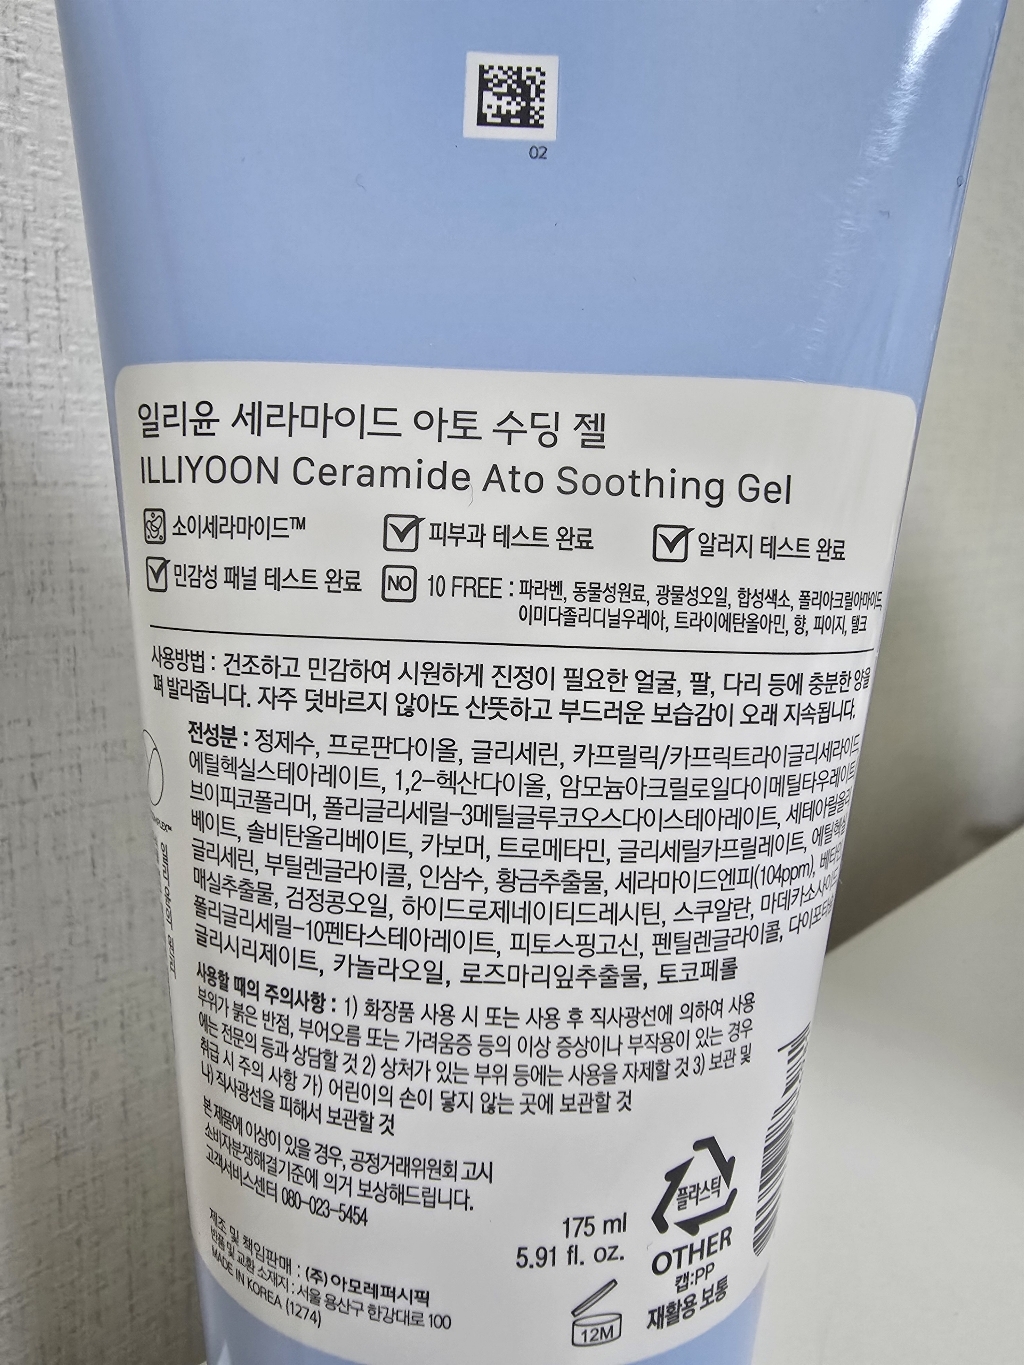 02
일리윤 세라마이드 아토 수딩 젤
ILLIYOON Ceramide Ato Soothing Gel
소이세라마이드™ 피부과 테스트 완료 알러지 테스트 완료
민감성 패널 테스트 완료 NO 10 FREE : 파라벤, 동물성원료, 광물성오일, 합성색소, 폴리아크릴아마이드,
이미다졸리디닐우레아, 트라이에탄올아민, 향, 피이지, 탤크
사용방법 : 건조하고 민감하여 시원하게 진정이 필요한 얼굴, 팔, 다리 등에 충분한 양을
펴 발라줍니다. 자주 덧바르지 않아도 산뜻하고 부드러운 보습감이 오래 지속됩니다.
전성분 : 정제수, 프로판다이올, 글리세린, 카프릴릭/카프릭트라이글리세라이드
에틸헥실스테아레이트, 1,2-헥산다이올, 암모늄아크릴로일다이메틸타우레이트
브이피코폴리머, 폴리글리세릴-3메틸글루코오스다이스테아레이트, 세테아릴올리
베이트, 솔비탄올리베이트, 카보머, 트로메타민, 글리세릴카프릴레이트, 에틸헥실
글리세린, 부틸렌글라이콜, 인삼수, 황금추출물, 세라마이드엔피(104ppm), 베타인
매실추출물, 검정콩오일, 하이드로제네이티드레시틴, 스쿠알란, 마데카소사이드
폴리글리세릴-10펜타스테아레이트, 피토스핑고신, 펜틸렌글라이콜, 다이포타슘
글리시리제이트, 카놀라오일, 로즈마리잎추출물, 토코페롤
사용할 때의 주의사항 : 1) 화장품 사용 시 또는 사용 후 직사광선에 의하여 사용
부위가 붉은 반점, 부어오름 또는 가려움증 등의 이상 증상이나 부작용이 있는 경우
에는 전문의 등과 상담할 것 2) 상처가 있는 부위 등에는 사용을 자제할 것 3) 보관 및
취급 시 주의 사항 가) 어린이의 손이 닿지 않는 곳에 보관할 것
나) 직사광선을 피해서 보관할 것
본 제품에 이상이 있을 경우, 공정거래위원회 고시
소비자분쟁해결기준에 의거 보상해드립니다.
고객서비스센터 080-023-5454
제조 및 책임판매 : (주)아모레퍼시픽
반품 및 교환 소재지 : 서울 용산구 한강대로 100
MADE IN KOREA (1274)
175 ml
5.91 fl. oz.
12M
플라스틱
OTHER
캡:PP
재활용 보통